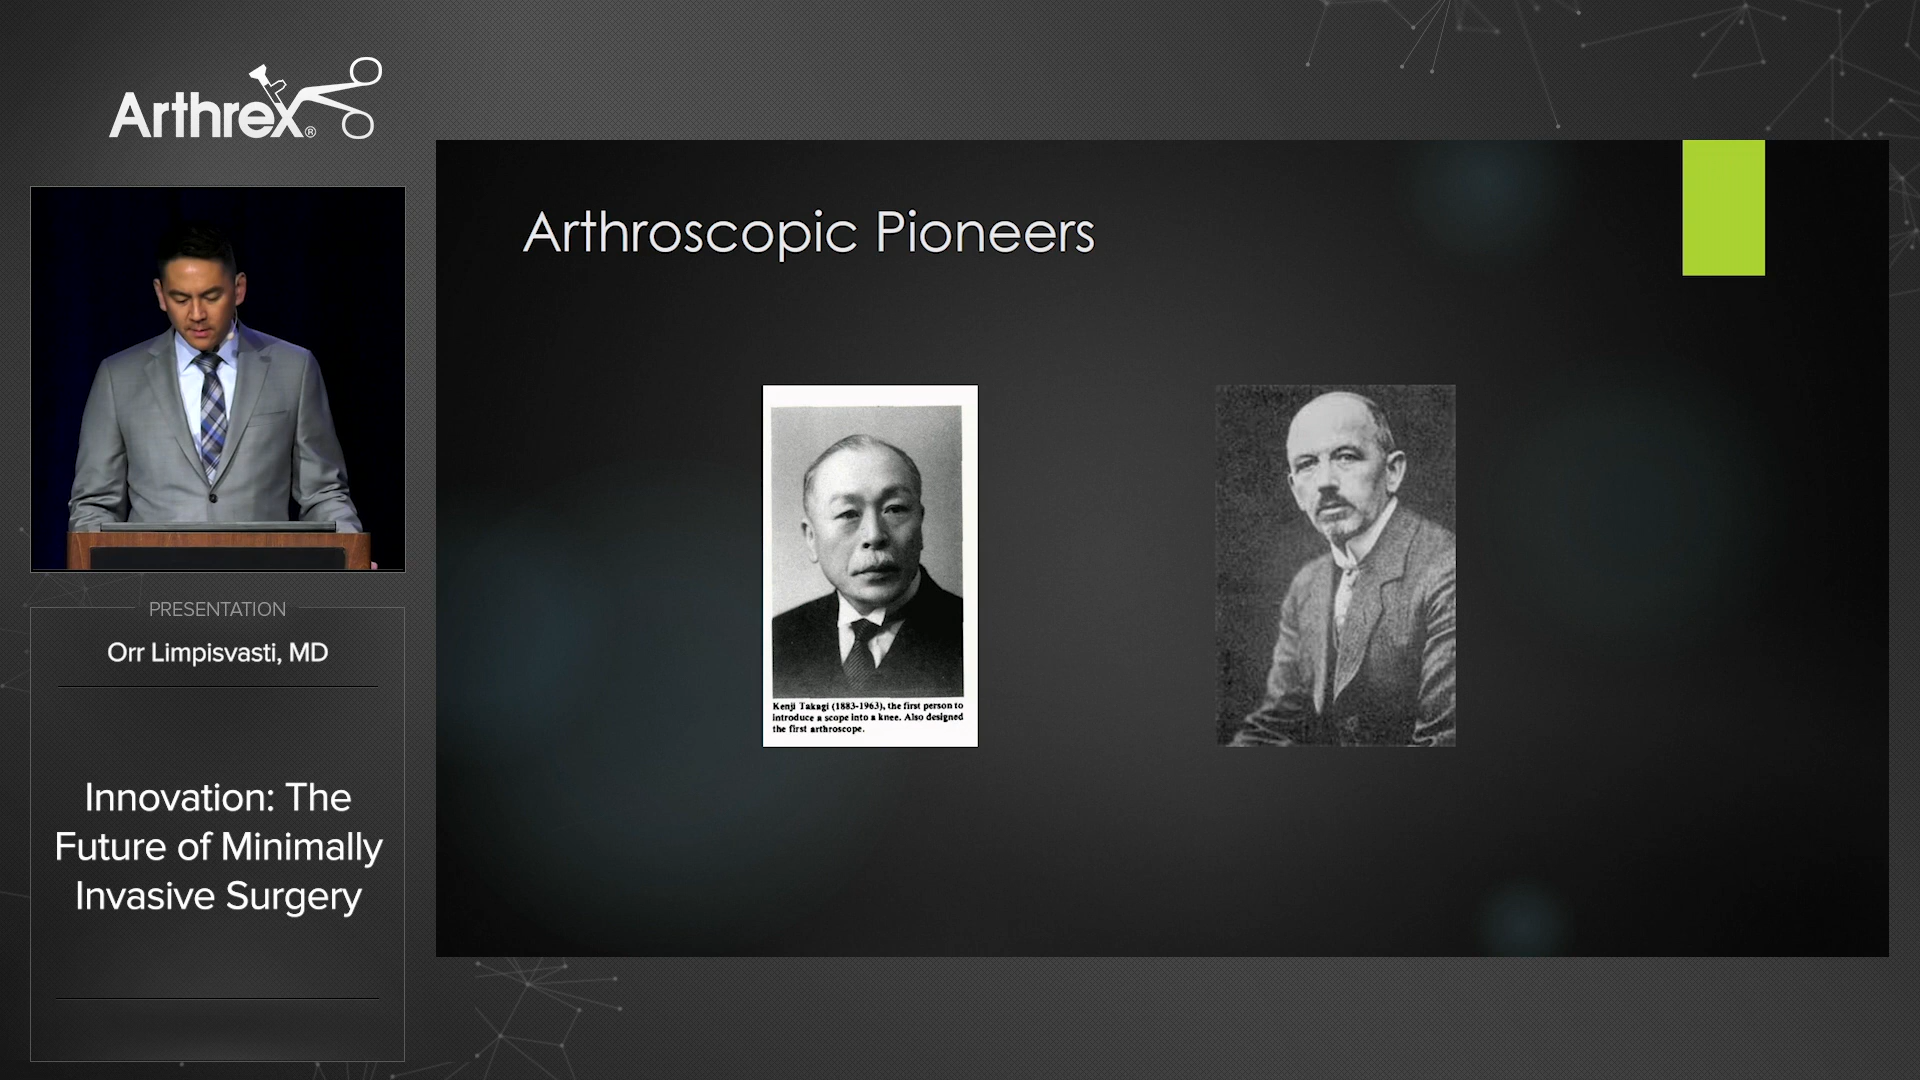 Arthrex®
PRESENTATION
Orr Limpisvasti, MD
Innovation: The
Future of Minimally
Invasive Surgery
Arthroscopic Pioneers
Kenji Takagi (1883-1963), the first person to
introduce a scope into a knee. Also designed
the first arthroscope.